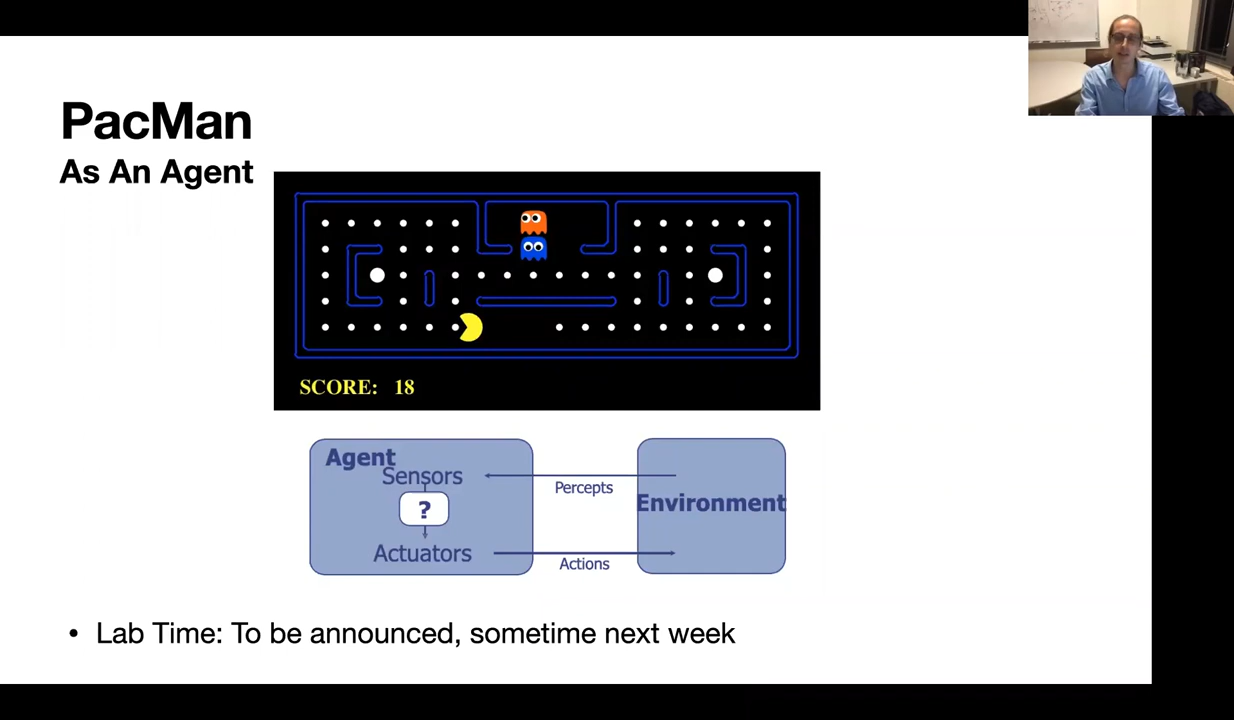 PacMan
As An Agent
SCORE: 18
Agent
Sensors
?
Actuators
Percepts
Actions
Environment
• Lab Time: To be announced, sometime next week